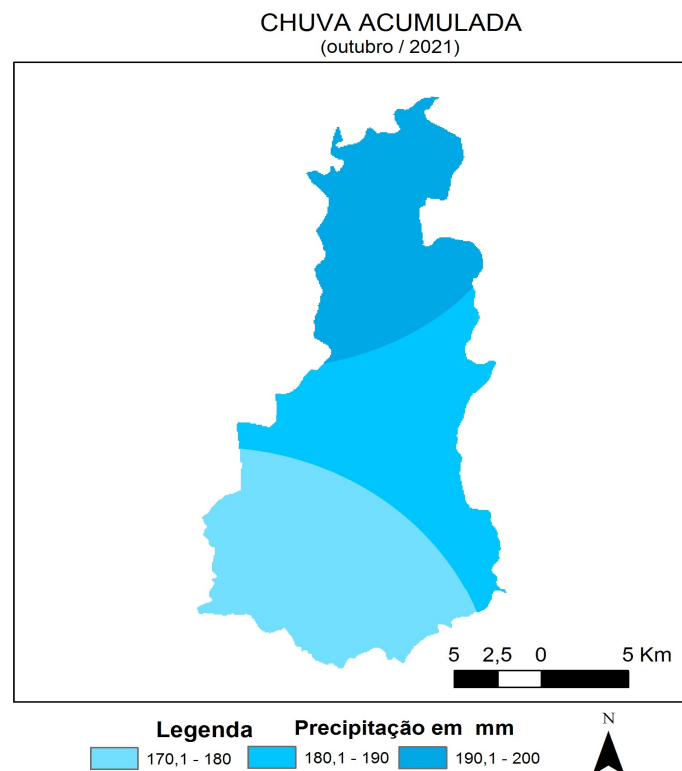 CHUVA ACUMULADA
(outubro / 2021)
5 2,5 0 5 Km
Legenda Precipitação em mm
N
170,1 - 180 180,1 - 190 190,1 - 200